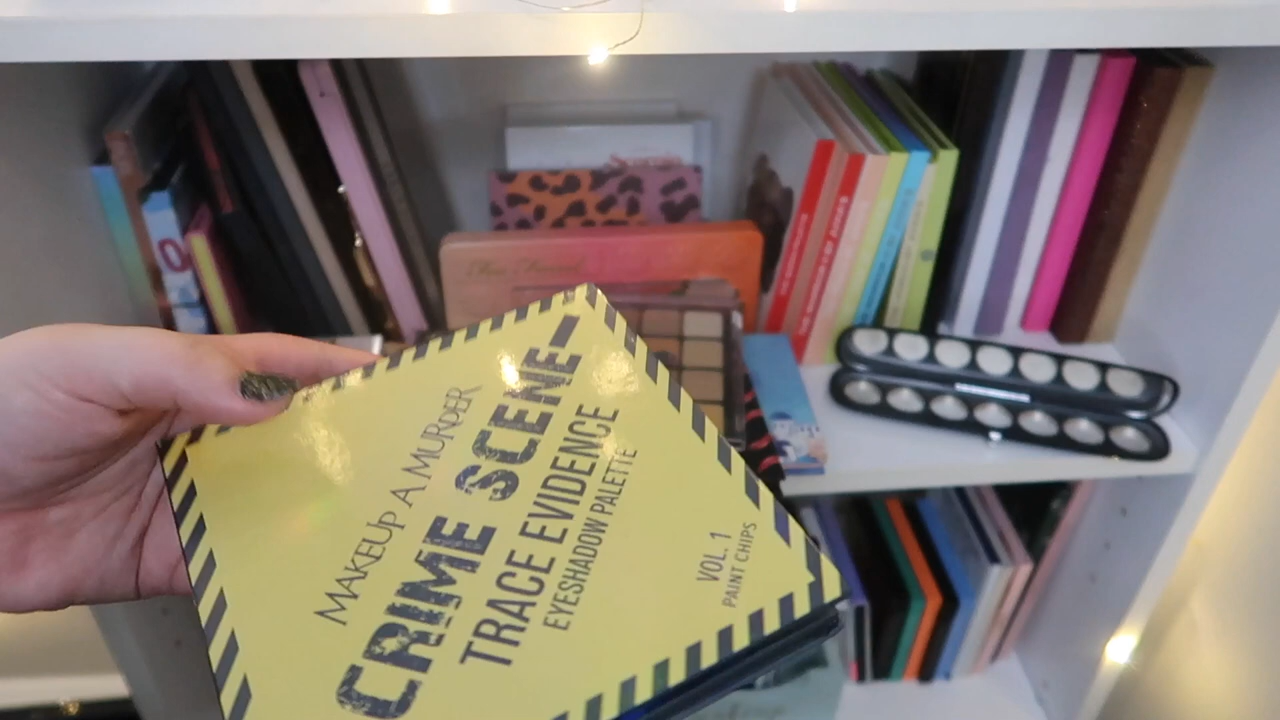 MAKEUP A MURDER
CRIME SCENE
TRACE EVIDENCE
EYESHADOW PALETTE
VOL. 1
PAINT CHIPS